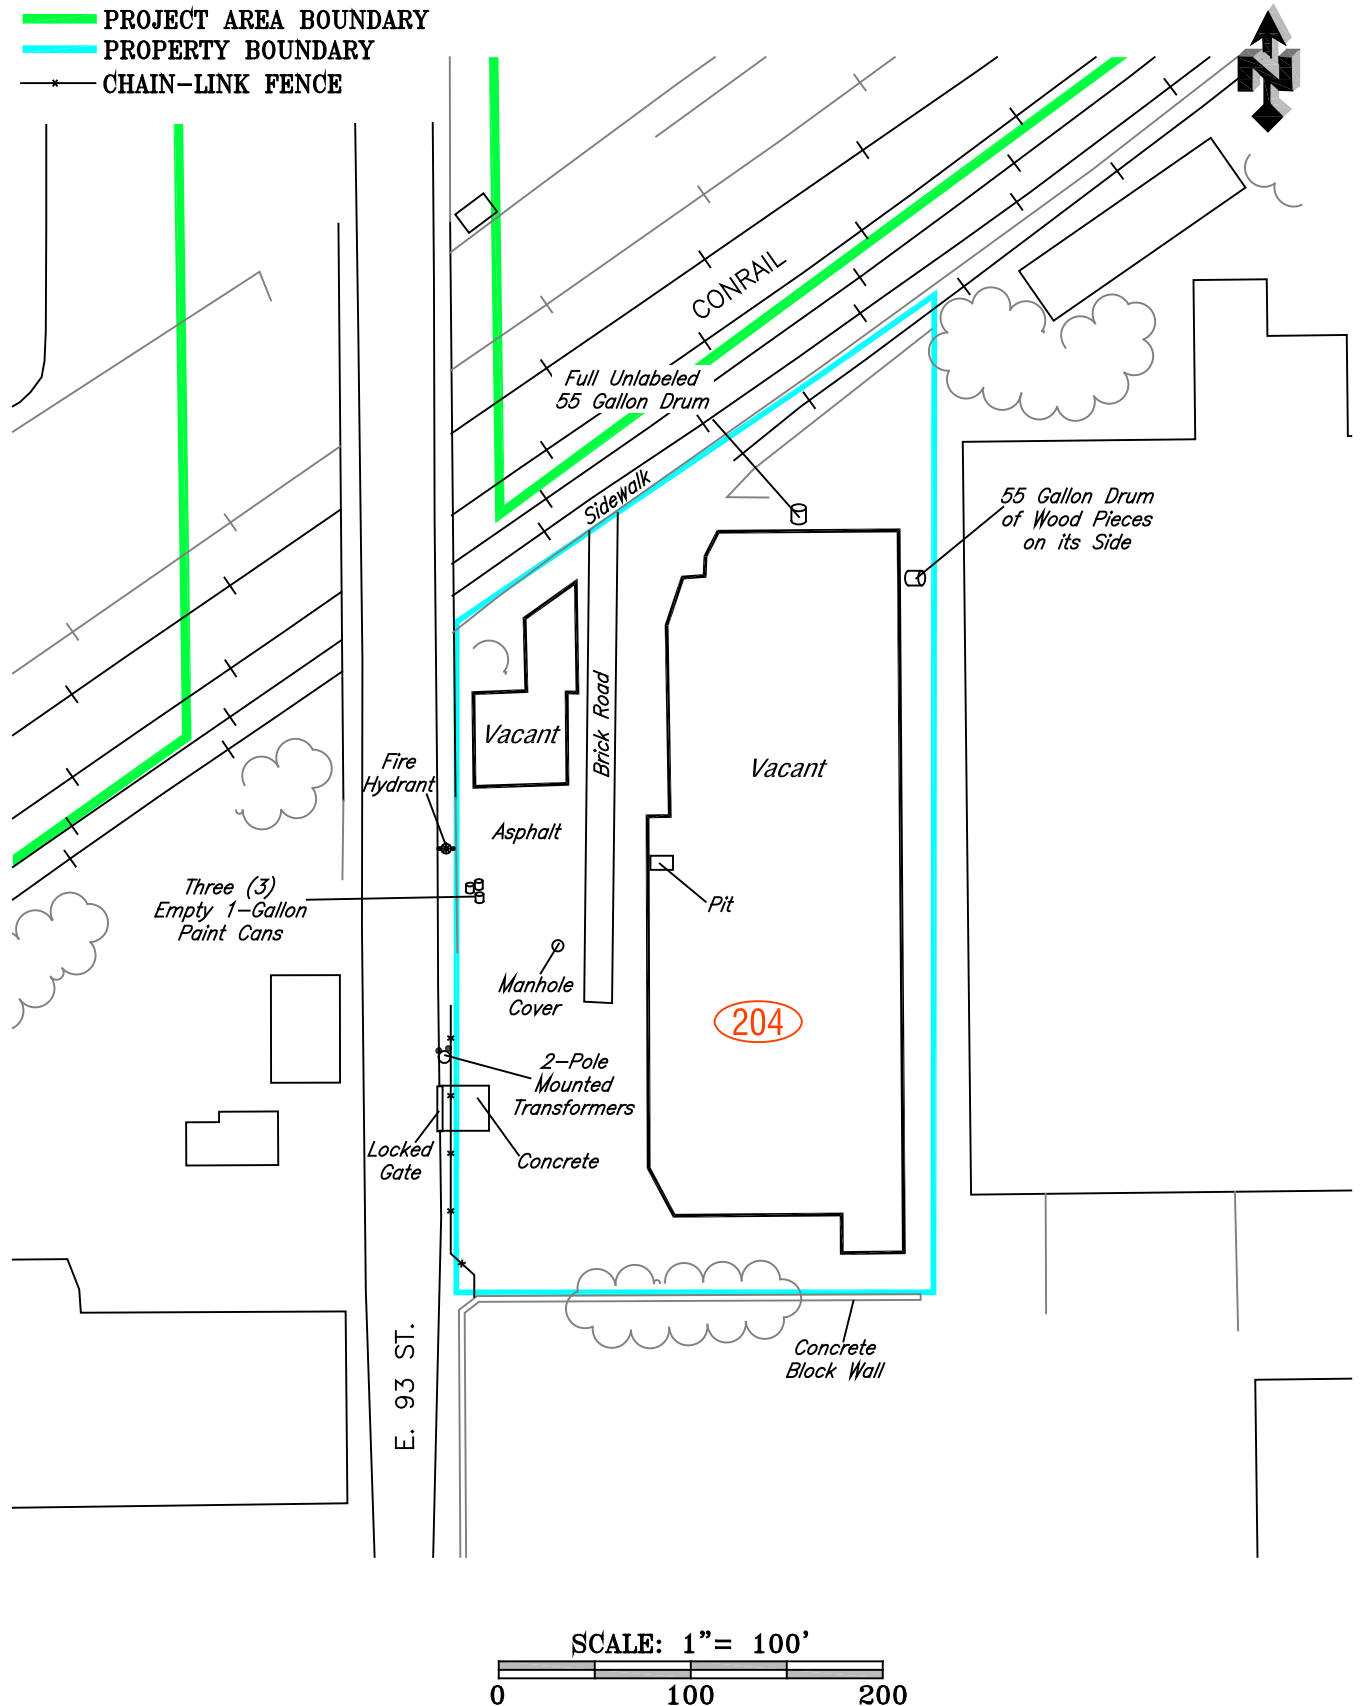 PROJECT AREA BOUNDARY
PROPERTY BOUNDARY
CHAIN-LINK FENCE
N
CONRAIL
Full Unlabeled
55 Gallon Drum
Sidewalk
55 Gallon Drum
of Wood Pieces
on its Side
Brick Road
Vacant
Vacant
Fire
Hydrant
Asphalt
Three (3)
Empty 1-Gallon
Paint Cans
Pit
Manhole
Cover
204
2-Pole
Mounted
Transformers
Locked
Gate
Concrete
E. 93 ST.
Concrete
Block Wall
SCALE: 1"= 100'
0 100 200